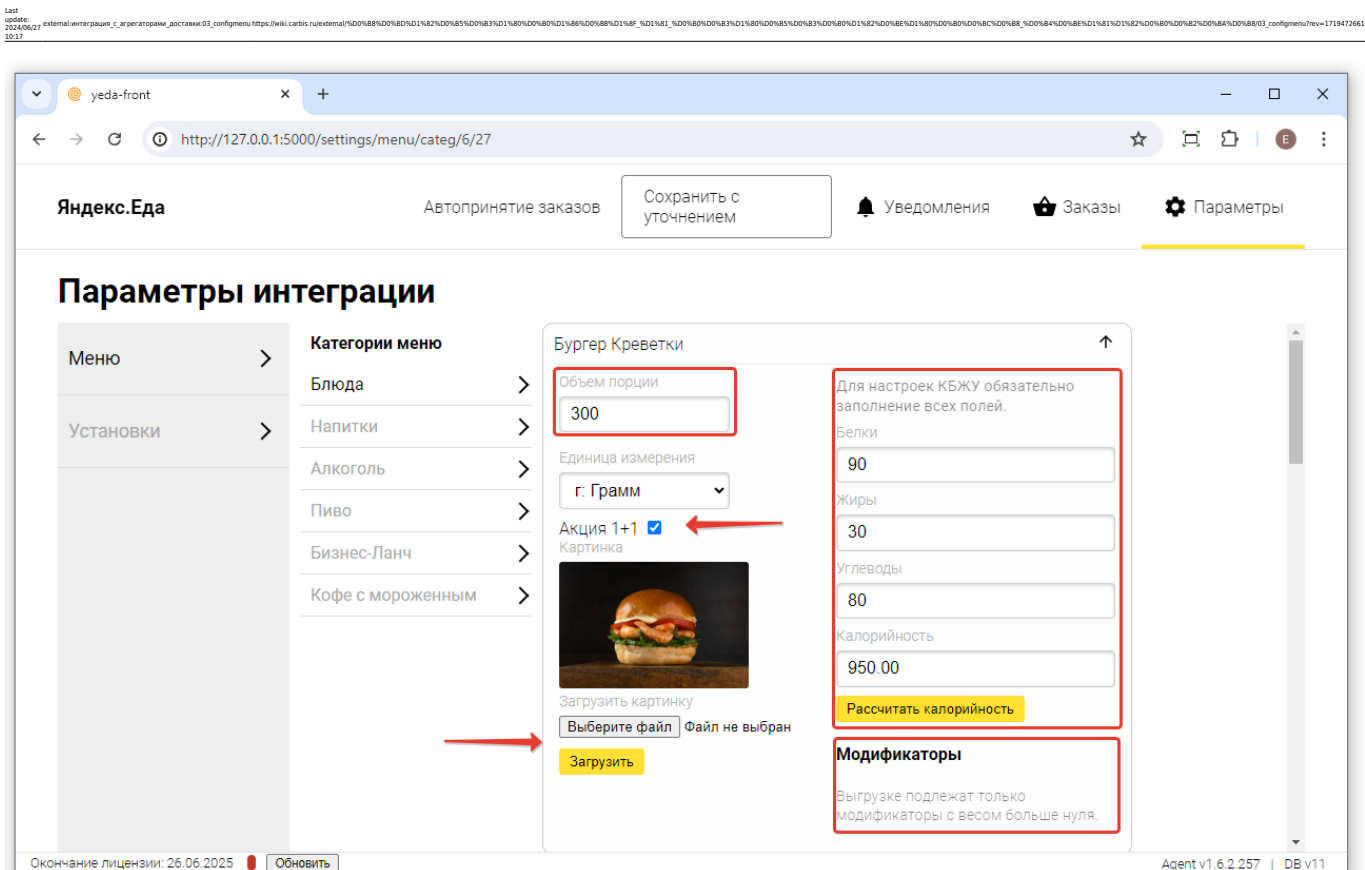 Last
update:
2024/06/27
10:17
external:интеграция_с_агрегаторами_доставки:03_configmenu https://wiki.carbis.ru/external/%D0%B8%D0%BD%D1%82%D0%B5%D0%B3%D1%80%D0%B0%D1%86%D0%B8%D1%8F_%D1%81_%D0%B0%D0%B3%D1%80%D0%B5%D0%B3%D0%B0%D1%82%D0%BE%D1%80%D0%B0%D0%BC%D0%B8_%D0%B4%D0%BE%D1%81%D1%82%D0%B0%D0%B2%D0%BA%D0%B8/03_configmenu?rev=1719472661
yeda-front
http://127.0.0.1:5000/settings/menu/categ/6/27
E
Яндекс.Еда
Автопринятие заказов
Сохранить с
уточнением
Уведомления
Заказы
Параметры
Параметры интеграции
Меню
Установки
Категории меню
Блюда
Напитки
Алкоголь
Пиво
Бизнес-Ланч
Кофе с мороженным
Бургер Креветки
Объем порции
300
Единица измерения
г: Грамм
Акция 1+1
Картинка
Загрузить картинку
Выберите файл Файл не выбран
Загрузить
Для настроек КБЖУ обязательно
заполнение всех полей.
Белки
90
Жиры
30
Углеводы
80
Калорийность
950.00
Рассчитать калорийность
Модификаторы
Выгрузке подлежат только
модификаторы с весом больше нуля.
Окончание лицензии: 26.06.2025
Обновить
Agent v1.6.2.257 | DB v11